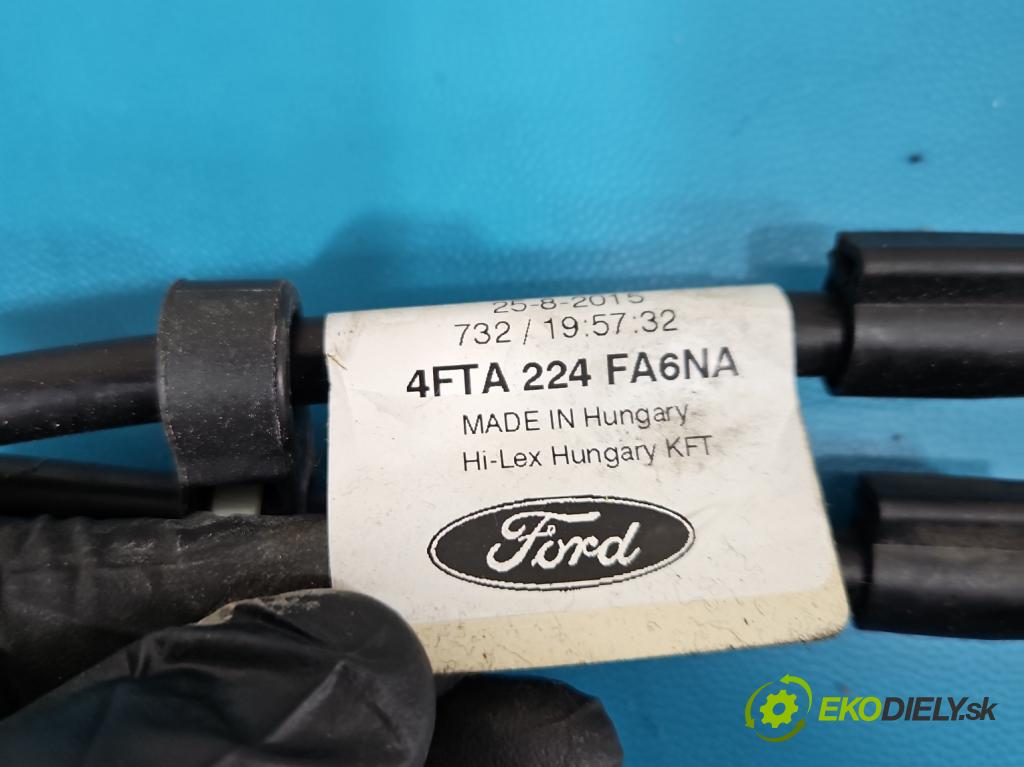 25-8-2015
732 / 19:57:32
4FTA 224 FA6NA
MADE IN Hungary
Hi-Lex Hungary KFT
Ford
EKODIELY.sk